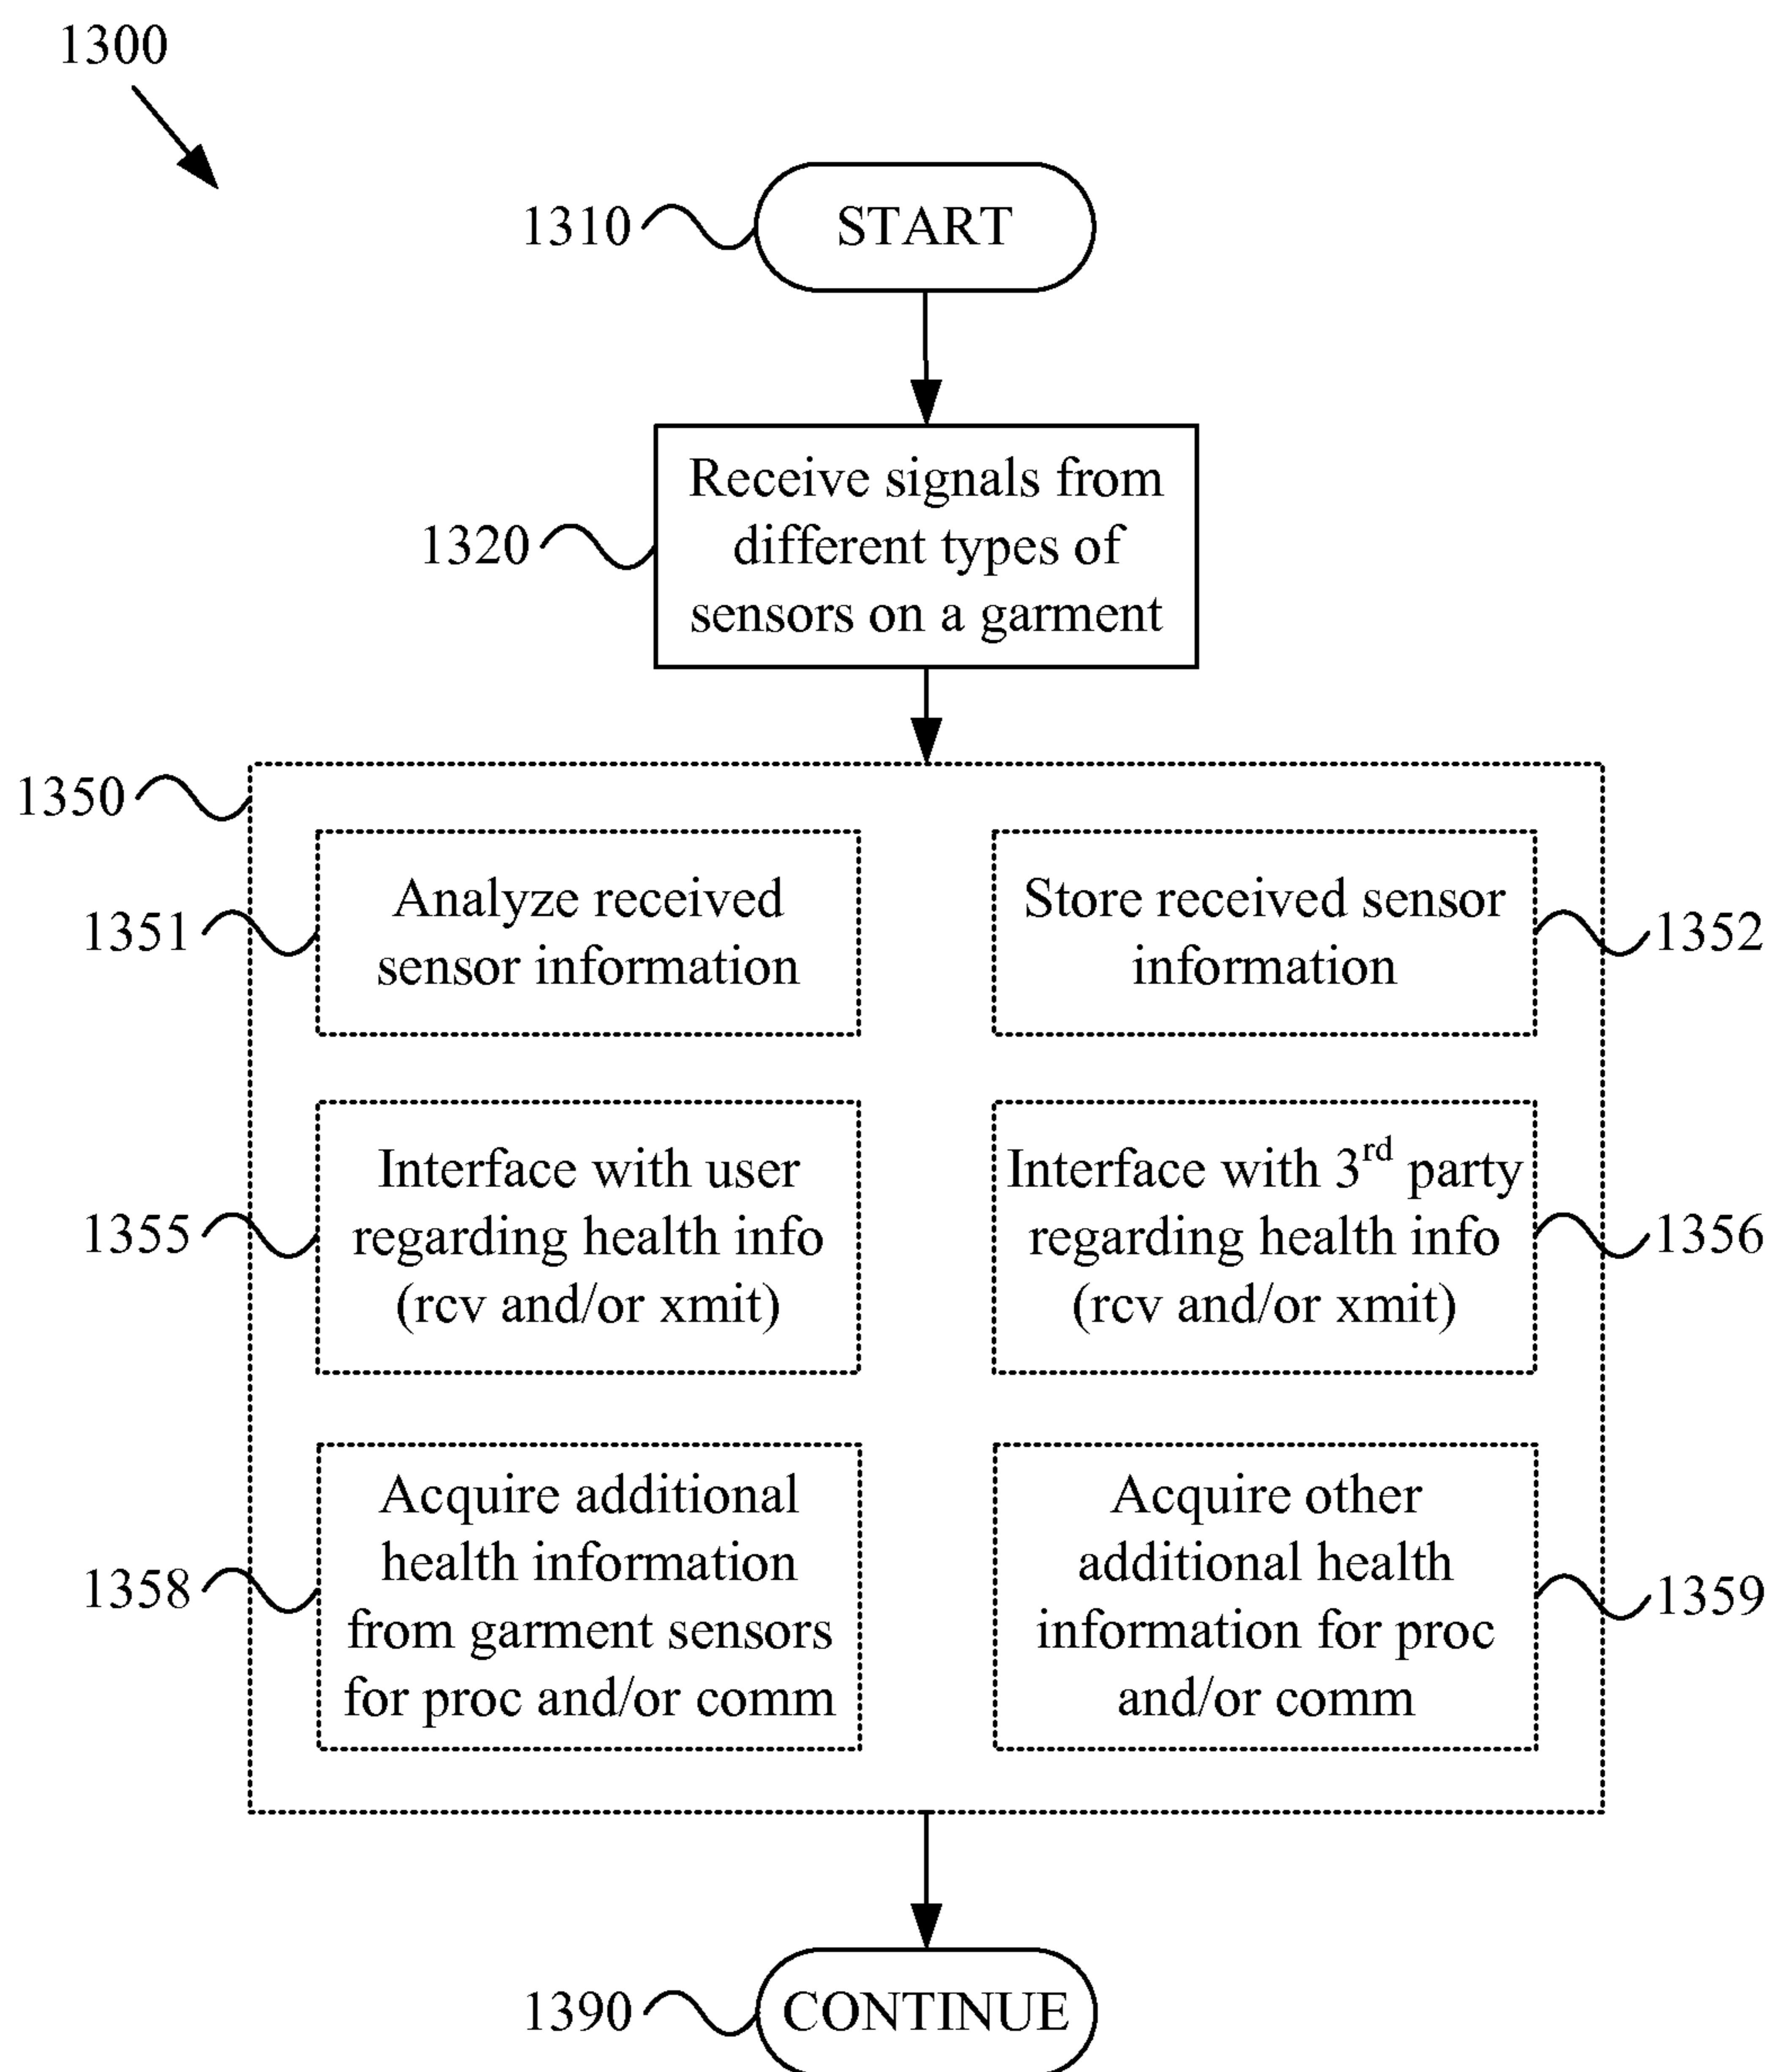 1300
1310
START
1320
Receive signals from
different types of
sensors on a garment
1350
1351
Analyze received
sensor information
Store received sensor
information
1352
1355
Interface with user
regarding health info
(rcv and/or xmit)
Interface with 3rd party
regarding health info
(rcv and/or xmit)
1356
1358
Acquire additional
health information
from garment sensors
for proc and/or comm
Acquire other
additional health
information for proc
and/or comm
1359
1390
CONTINUE